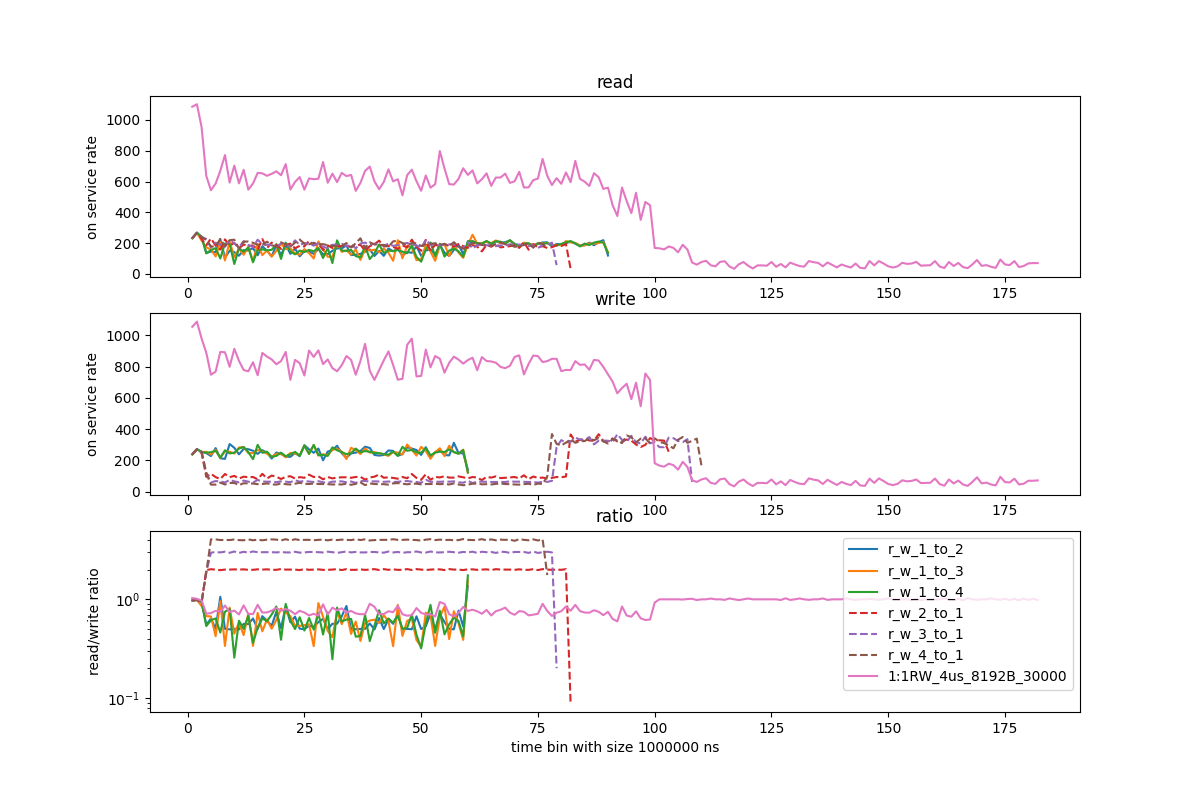 read
on service rate
1000
800
600
400
200
0
0 25 50 75 100 125 150 175
write
on service rate
1000
800
600
400
200
0
0 25 50 75 100 125 150 175
ratio
read/write ratio
10⁰
10⁻¹
r_w_1_to_2
r_w_1_to_3
r_w_1_to_4
r_w_2_to_1
r_w_3_to_1
r_w_4_to_1
1:1RW_4us_8192B_30000
0 25 50 75 100 125 150 175
time bin with size 1000000 ns